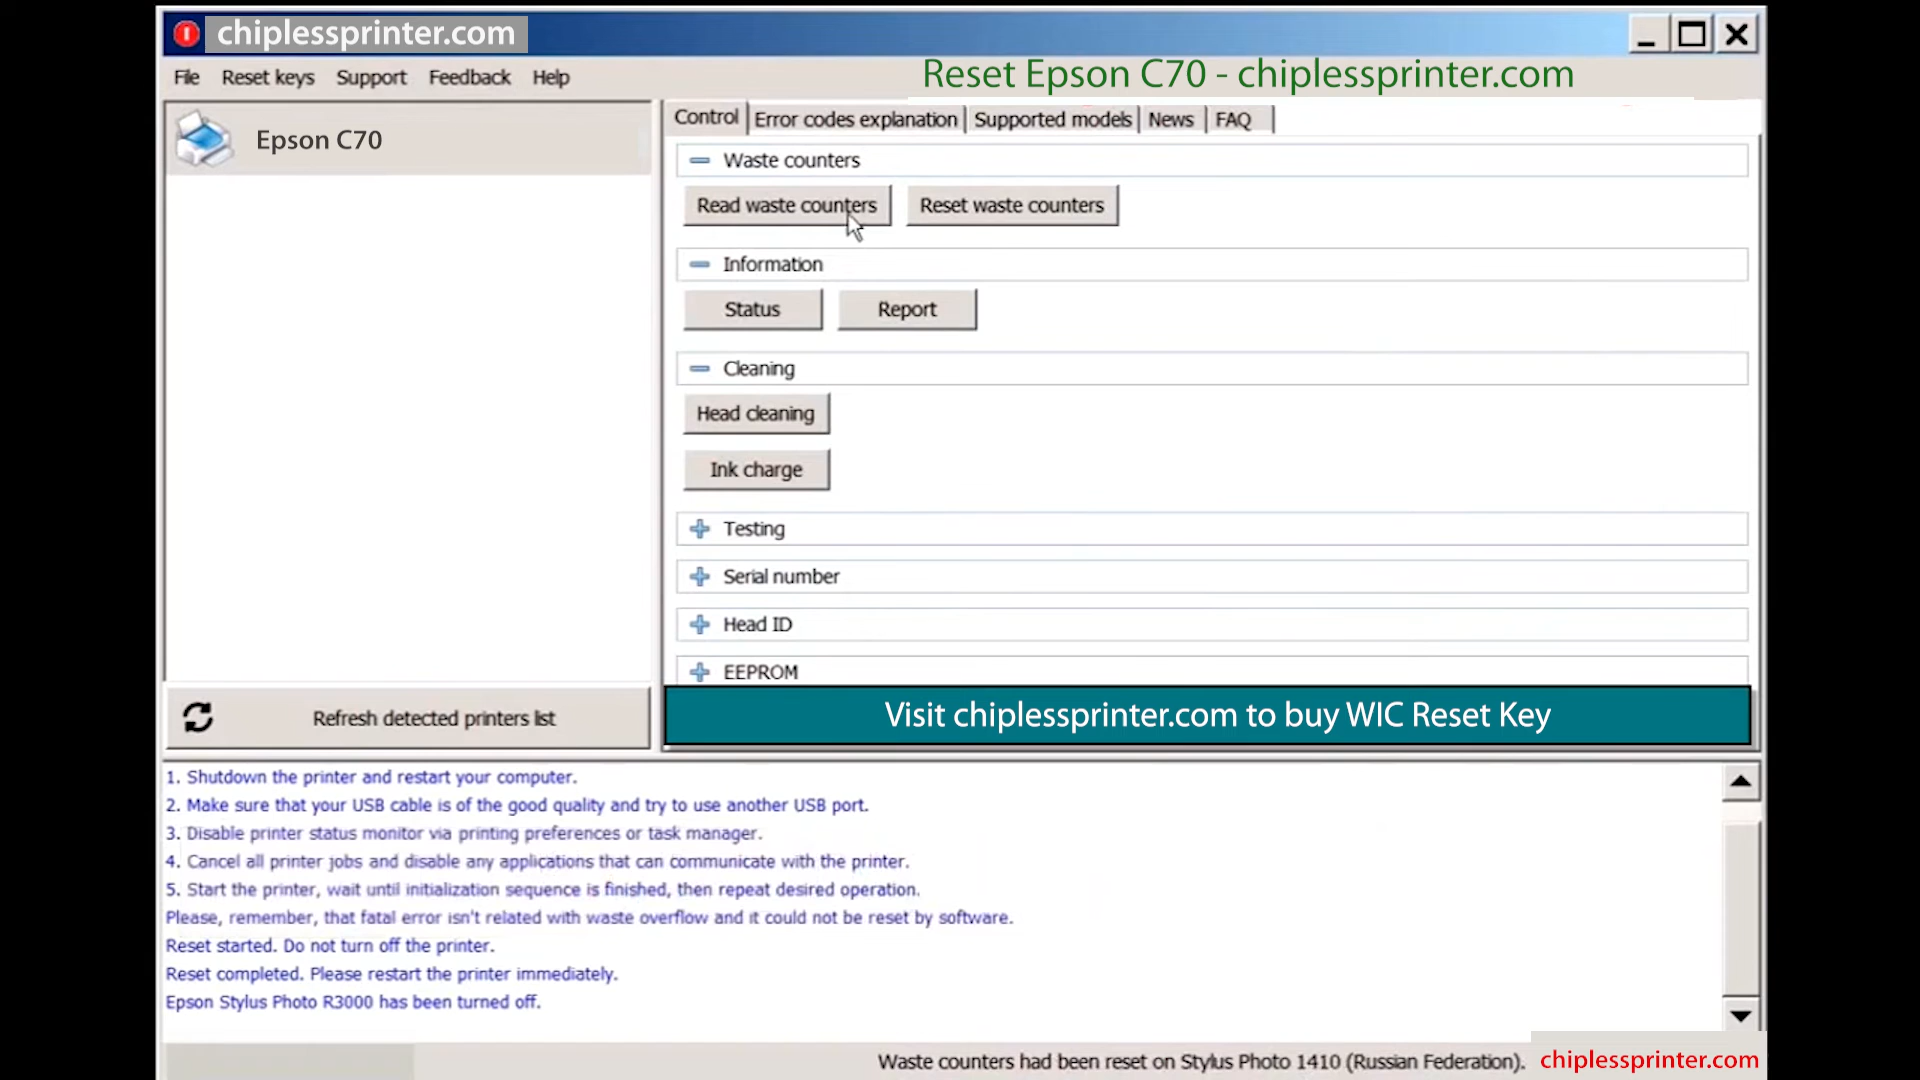 chiplessprinter.com
File Reset keys Support Feedback Help
Reset Epson C70 - chiplessprinter.com
Epson C70
Control Error codes explanation Supported models News FAQ
Waste counters
Read waste counters Reset waste counters
Information
Status Report
Cleaning
Head cleaning
Ink charge
Testing
Serial number
Head ID
EEPROM
Refresh detected printers list
Visit chiplessprinter.com to buy WIC Reset Key
1. Shutdown the printer and restart your computer.
2. Make sure that your USB cable is of the good quality and try to use another USB port.
3. Disable printer status monitor via printing preferences or task manager.
4. Cancel all printer jobs and disable any applications that can communicate with the printer.
5. Start the printer, wait until initialization sequence is finished, then repeat desired operation.
Please, remember, that fatal error isn't related with waste overflow and it could not be reset by software.
Reset started. Do not turn off the printer.
Reset completed. Please restart the printer immediately.
Epson Stylus Photo R3000 has been turned off.
Waste counters had been reset on Stylus Photo 1410 (Russian Federation).
chiplessprinter.com